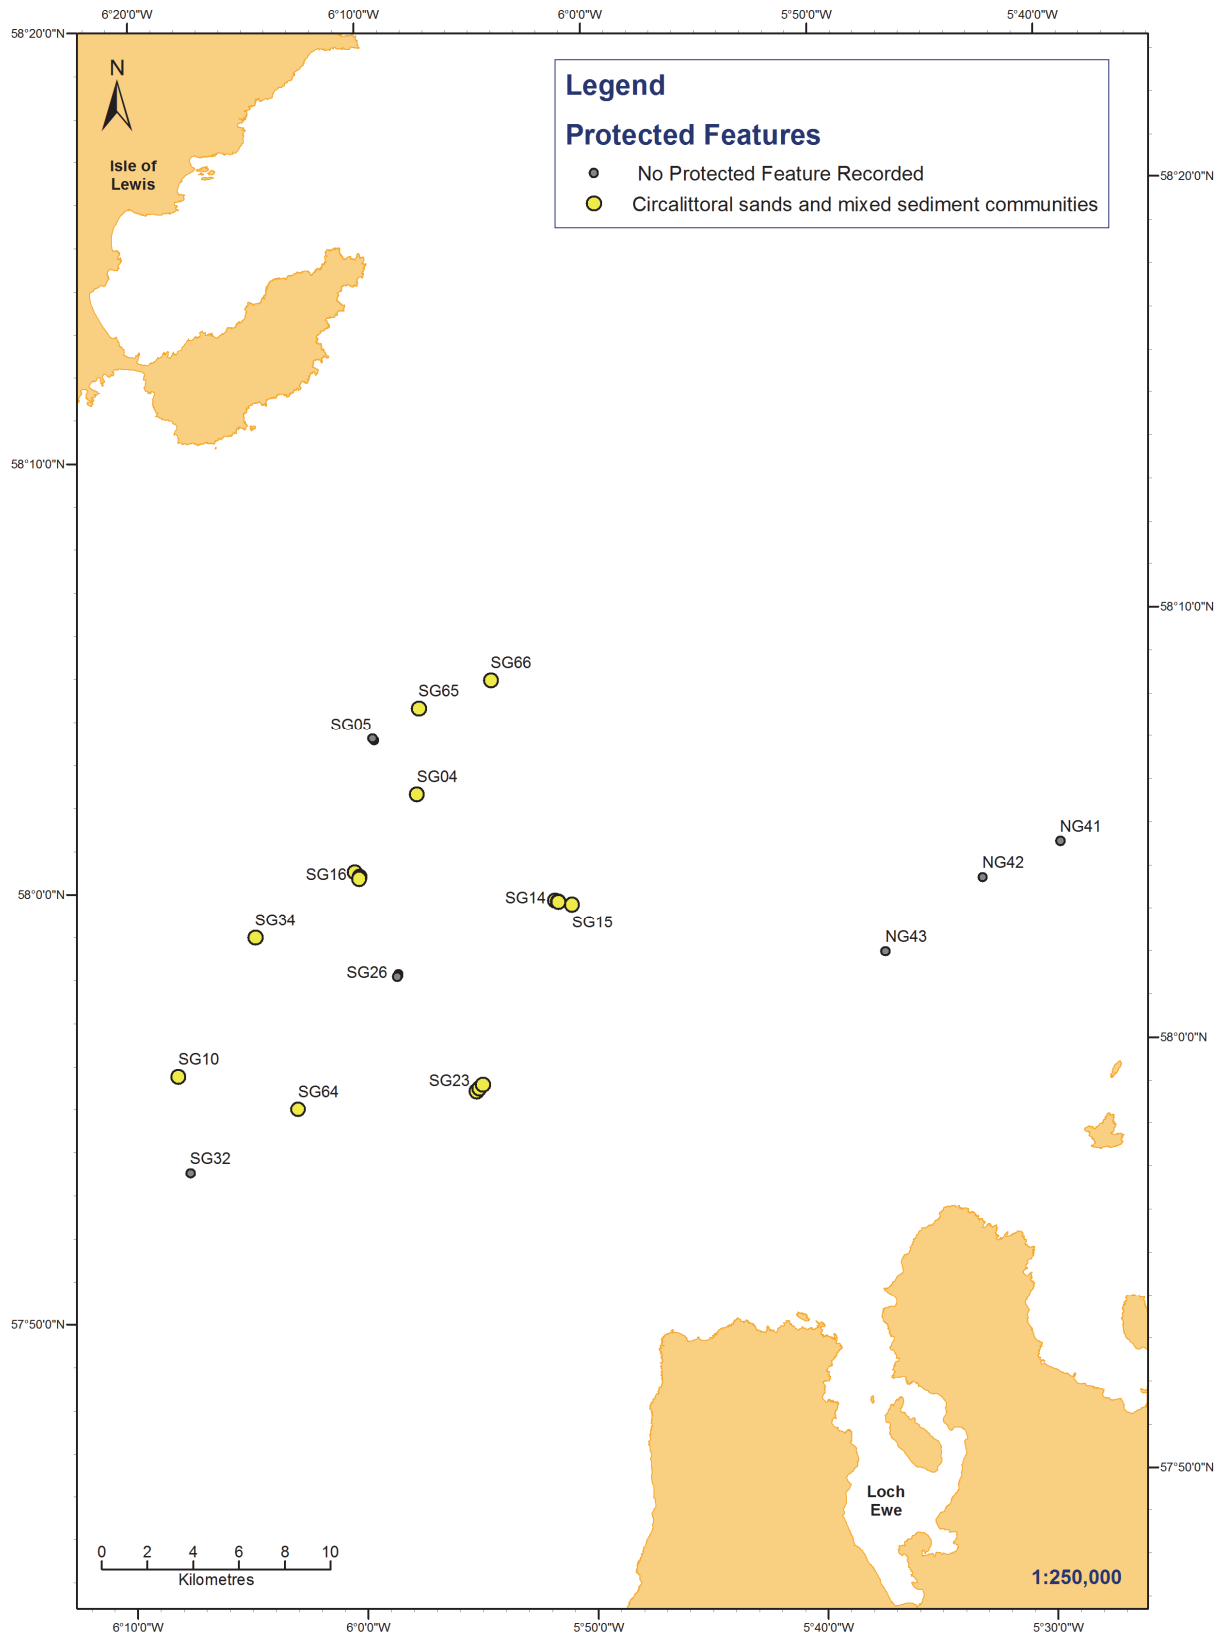 6°20'0"W 6°10'0"W 6°0'0"W 5°50'0"W 5°40'0"W
58°20'0"N
N
Isle of
Lewis
Legend
Protected Features
No Protected Feature Recorded
Circalittoral sands and mixed sediment communities
58°20'0"N
58°10'0"N
58°10'0"N
SG66
SG65
SG05
SG04
NG41
NG42
SG16
58°0'0"N
SG14
SG15
SG34
NG43
SG26
58°0'0"N
SG10
SG23
SG64
SG32
57°50'0"N
57°50'0"N
Loch
Ewe
0 2 4 6 8 10
Kilometres
1:250,000
6°10'0"W 6°0'0"W 5°50'0"W 5°40'0"W 5°30'0"W